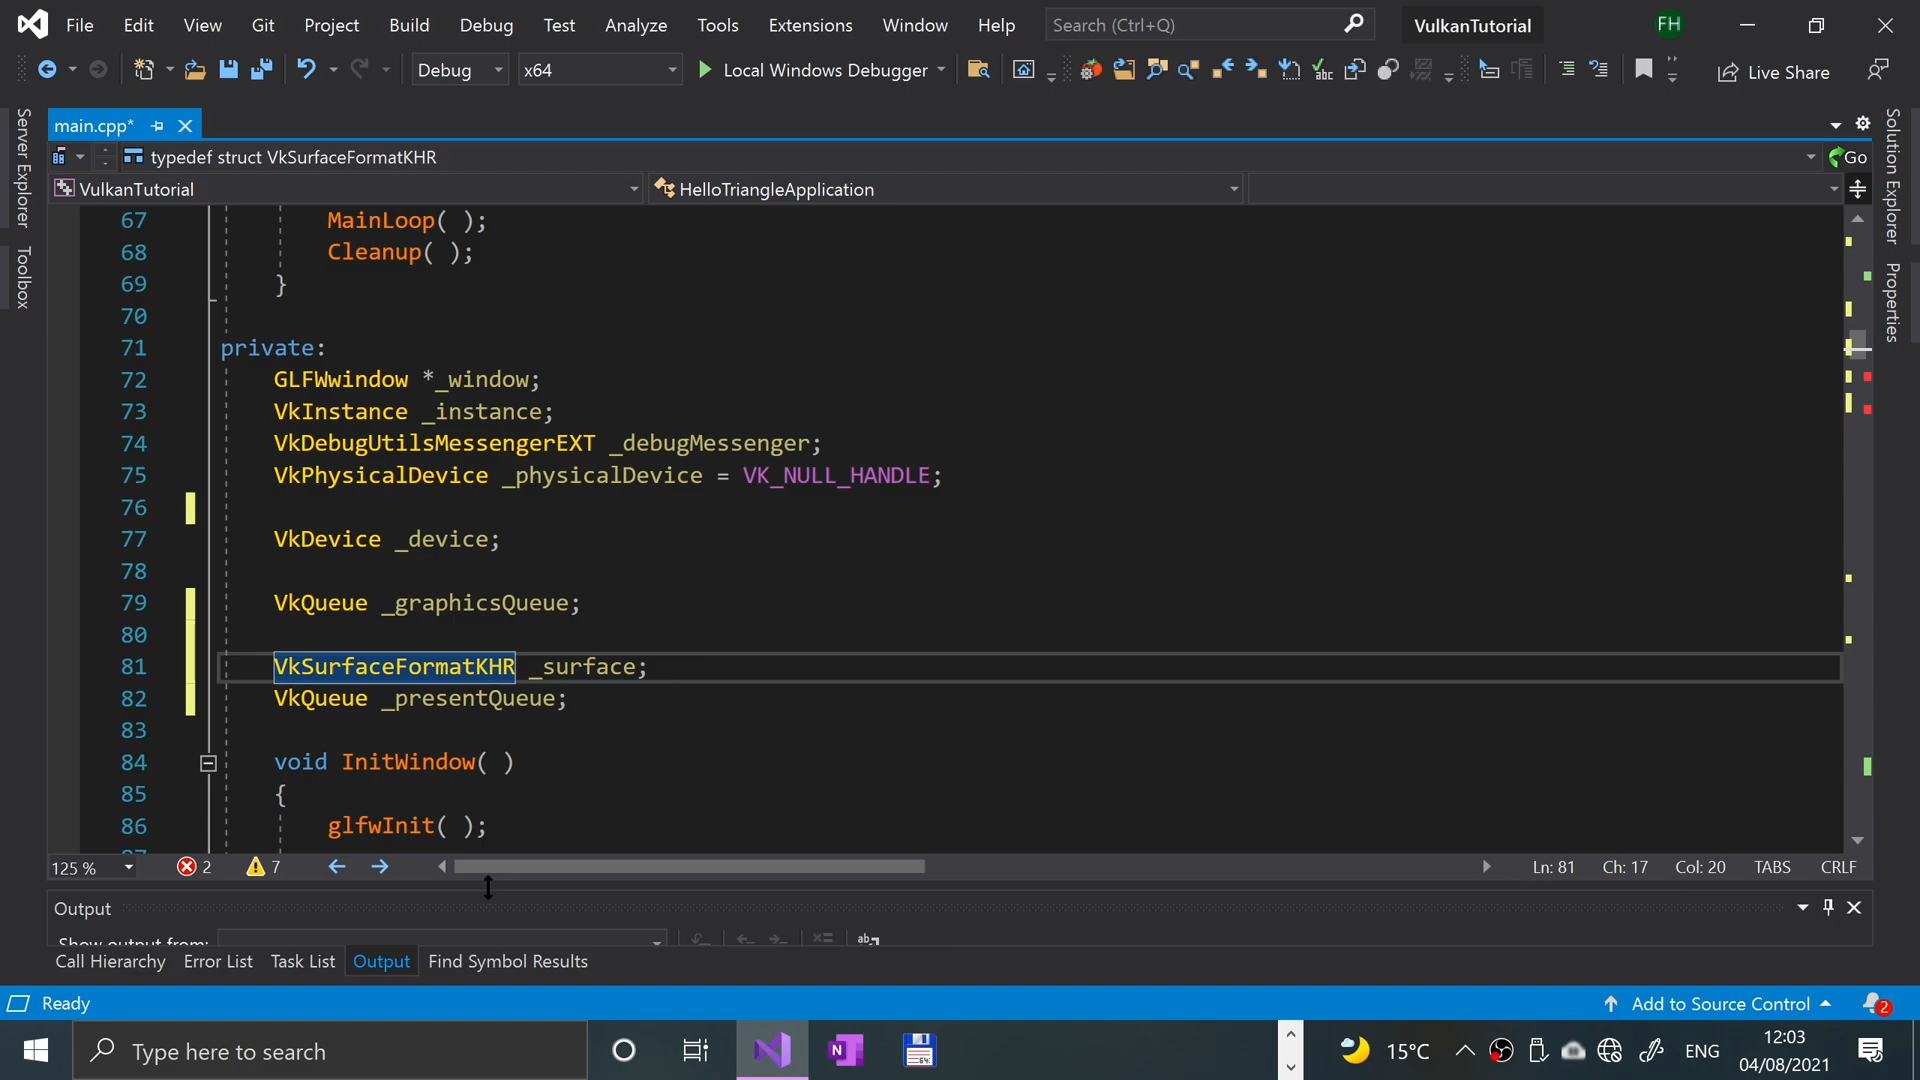 File Edit View Git Project Build Debug Test Analyze Tools Extensions Window Help Search (Ctrl+Q) VulkanTutorial FH
Debug x64 Local Windows Debugger Live Share
Server Explorer
Toolbox
main.cpp*
typedef struct VkSurfaceFormatKHR Go
VulkanTutorial HelloTriangleApplication
67 MainLoop( );
68 Cleanup( );
69 }
70
71 private:
72 GLFWwindow *_window;
73 VkInstance _instance;
74 VkDebugUtilsMessengerEXT _debugMessenger;
75 VkPhysicalDevice _physicalDevice = VK_NULL_HANDLE;
76
77 VkDevice _device;
78
79 VkQueue _graphicsQueue;
80
81 VkSurfaceFormatKHR _surface;
82 VkQueue _presentQueue;
83
84 void InitWindow( )
85 {
86 glfwInit( );
Solution Explorer
Properties
125 % 2 7 Ln: 81 Ch: 17 Col: 20 TABS CRLF
Output
Show output from:
Call Hierarchy Error List Task List Output Find Symbol Results
Ready Add to Source Control 2
Type here to search 15°C ENG 12:03
04/08/2021